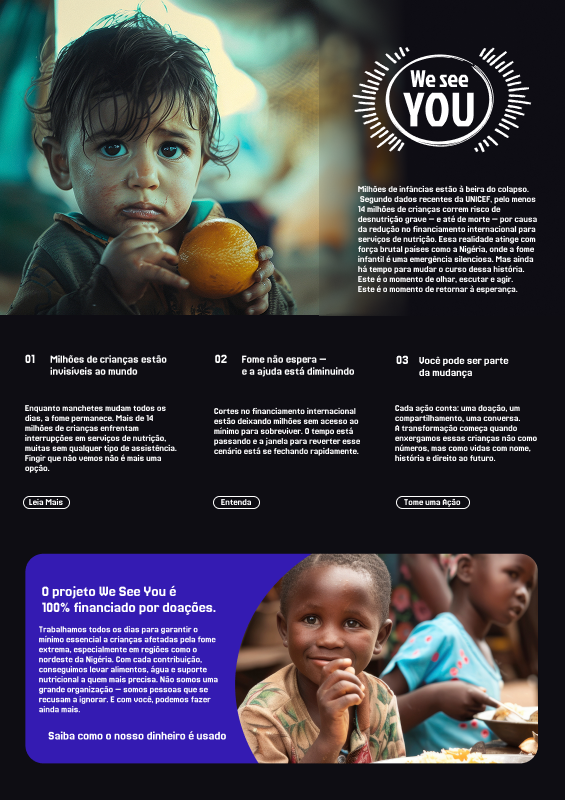 We see
YOU
Milhões de infâncias estão à beira do colapso.
Segundo dados recentes da UNICEF, pelo menos
14 milhões de crianças correm risco de
desnutrição grave — e até de morte — por causa
da redução no financiamento internacional para
serviços de nutrição. Essa realidade atinge com
força brutal países como a Nigéria, onde a fome
infantil é uma emergência silenciosa. Mas ainda
há tempo para mudar o curso dessa história.
Este é o momento de olhar, escutar e agir.
Este é o momento de retornar à esperança.
01 Milhões de crianças estão
invisíveis ao mundo
Enquanto manchetes mudam todos os
dias, a fome permanece. Mais de 14
milhões de crianças enfrentam
interrupções em serviços de nutrição,
muitas sem qualquer tipo de assistência.
Fingir que não vemos não é mais uma
opção.
Leia Mais
02 Fome não espera —
e a ajuda está diminuindo
Cortes no financiamento internacional
estão deixando milhões sem acesso ao
mínimo para sobreviver. O tempo está
passando e a janela para reverter esse
cenário está se fechando rapidamente.
Entenda
03 Você pode ser parte
da mudança
Cada ação conta: uma doação, um
compartilhamento, uma conversa.
A transformação começa quando
enxergamos essas crianças não como
números, mas como vidas com nome,
história e direito ao futuro.
Tome uma Ação
O projeto We See You é
100% financiado por doações.
Trabalhamos todos os dias para garantir o
mínimo essencial a crianças afetadas pela fome
extrema, especialmente em regiões como o
nordeste da Nigéria. Com cada contribuição,
conseguimos levar alimentos, água e suporte
nutricional a quem mais precisa. Não somos uma
grande organização — somos pessoas que se
recusam a ignorar. E com você, podemos fazer
ainda mais.
Saiba como o nosso dinheiro é usado